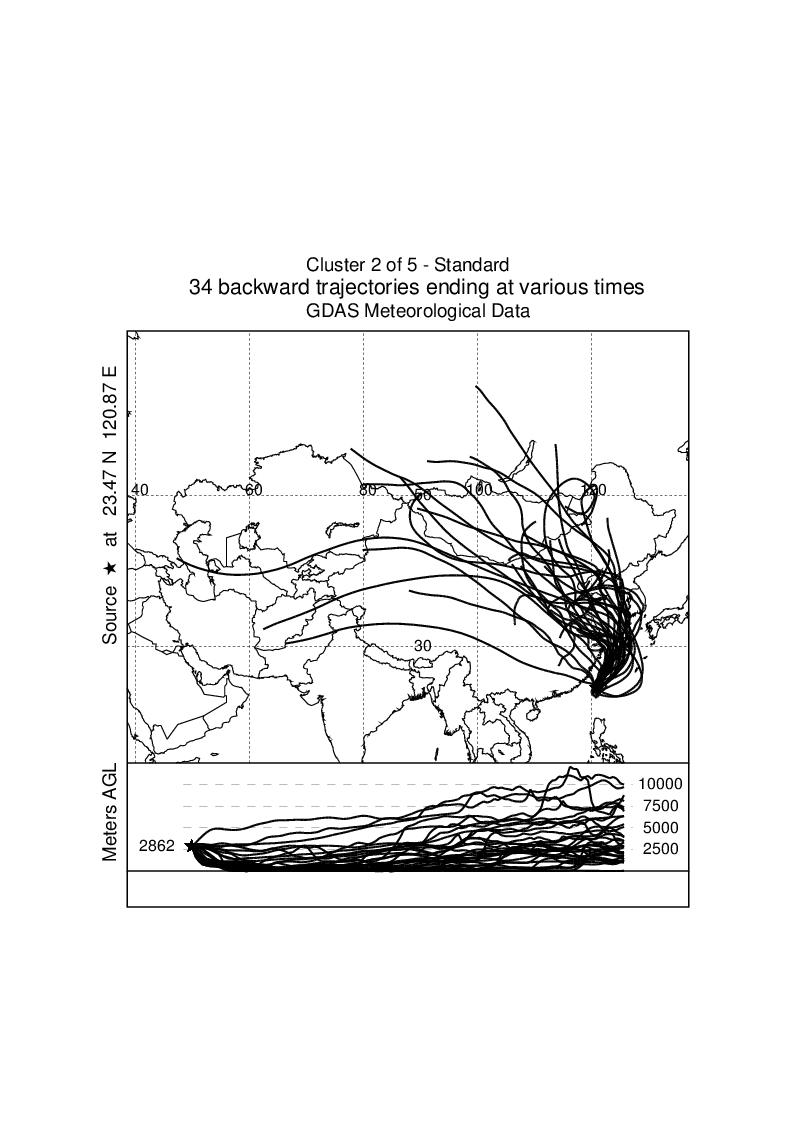 Cluster 2 of 5 - Standard
34 backward trajectories ending at various times
GDAS Meteorological Data
Source ★ at 23.47 N 120.87 E
40
60
80
50
100
120
30
Meters AGL
2862
10000
7500
5000
2500